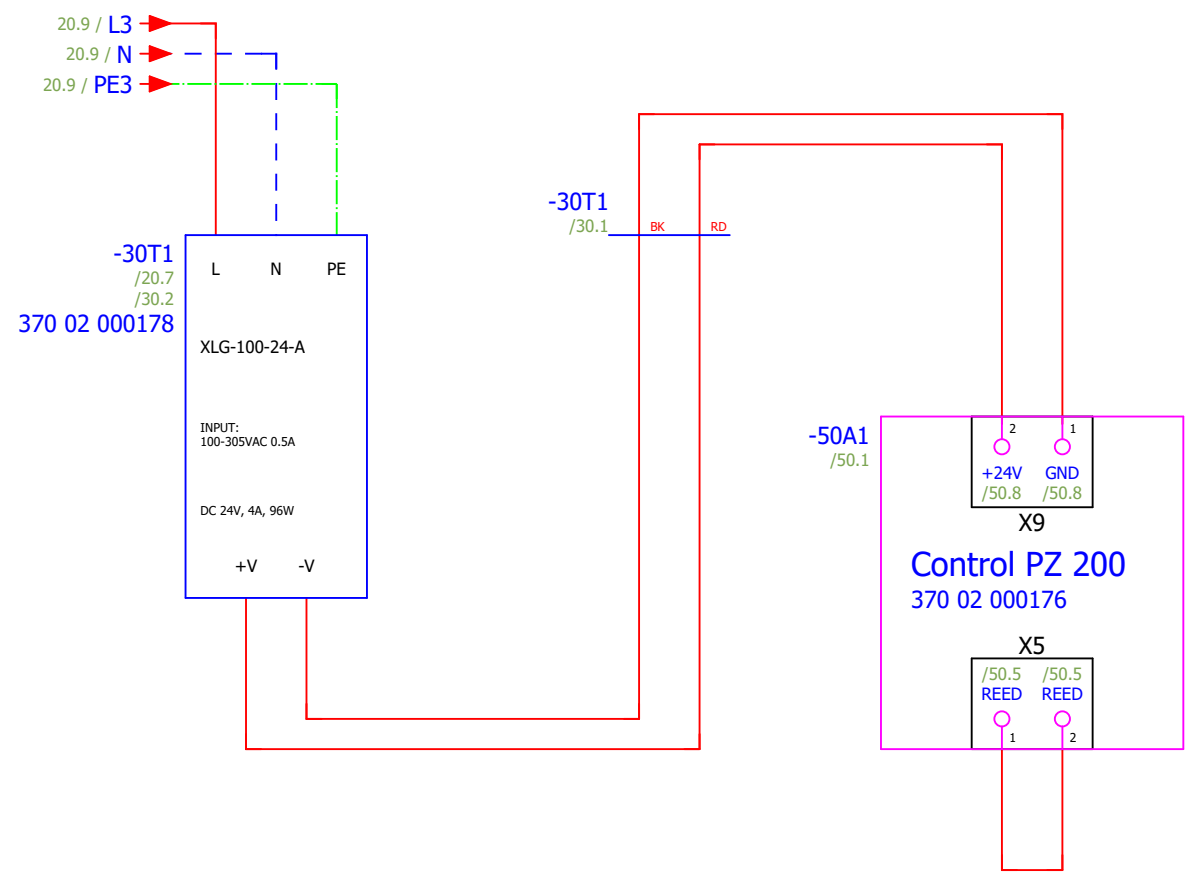 20.9 / L3
20.9 / N
20.9 / PE3
-30T1
/20.7
/30.2
370 02 000178
L N PE
XLG-100-24-A
INPUT:
100-305VAC 0.5A
DC 24V, 4A, 96W
+V -V
-30T1
/30.1
BK RD
-50A1
/50.1
2 1
+24V GND
/50.8 /50.8
X9
Control PZ 200
370 02 000176
X5
/50.5 /50.5
REED REED
1 2